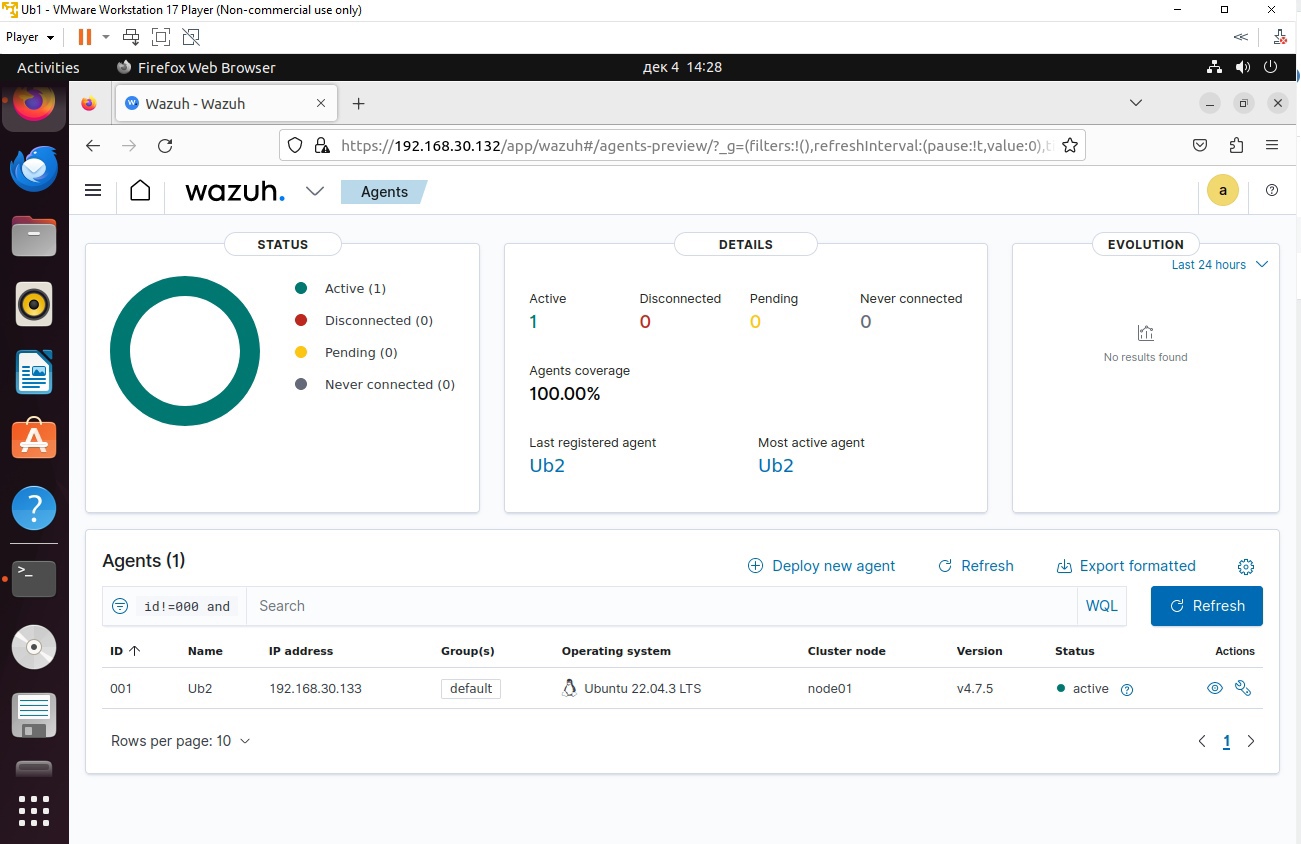 Ub1 - VMware Workstation 17 Player (Non-commercial use only)
Player
Activities
Firefox Web Browser
дек 4 14:28
Wazuh - Wazuh
https://192.168.30.132/app/wazuh#/agents-preview/?_g=(filters:!(),refreshInterval:(pause:!t,value:0),t
wazuh.
Agents
a
STATUS
Active (1)
Disconnected (0)
Pending (0)
Never connected (0)
DETAILS
Active
Disconnected
Pending
Never connected
1
0
0
0
Agents coverage
100.00%
Last registered agent
Most active agent
Ub2
Ub2
EVOLUTION
Last 24 hours
No results found
Agents (1)
Deploy new agent
Refresh
Export formatted
id!=000 and
Search
WQL
Refresh
ID Name IP address Group(s) Operating system Cluster node Version Status Actions
001 Ub2 192.168.30.133 default Ubuntu 22.04.3 LTS node01 v4.7.5 active
Rows per page: 10
1